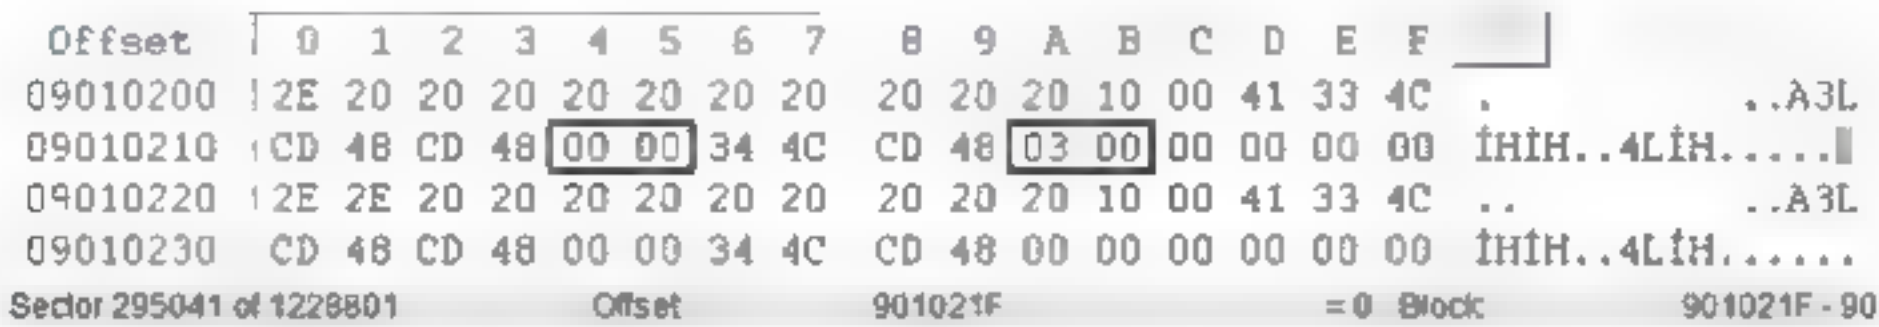 Offset 0 1 2 3 4 5 6 7 8 9 A B C D E F
09010200 2E 20 20 20 20 20 20 20 20 20 20 10 00 41 33 4C . ..A3L
09010210 CD 48 CD 48 00 00 34 4C CD 48 03 00 00 00 00 00 ÍHÍH..4LÍH.....
09010220 2E 2E 20 20 20 20 20 20 20 20 20 10 00 41 33 4C .. ..A3L
09010230 CD 48 CD 48 00 00 34 4C CD 48 00 00 00 00 00 00 ÍHÍH..4LÍH......
Sector 295041 of 1228801 Offset 901021F = 0 Block 901021F - 90